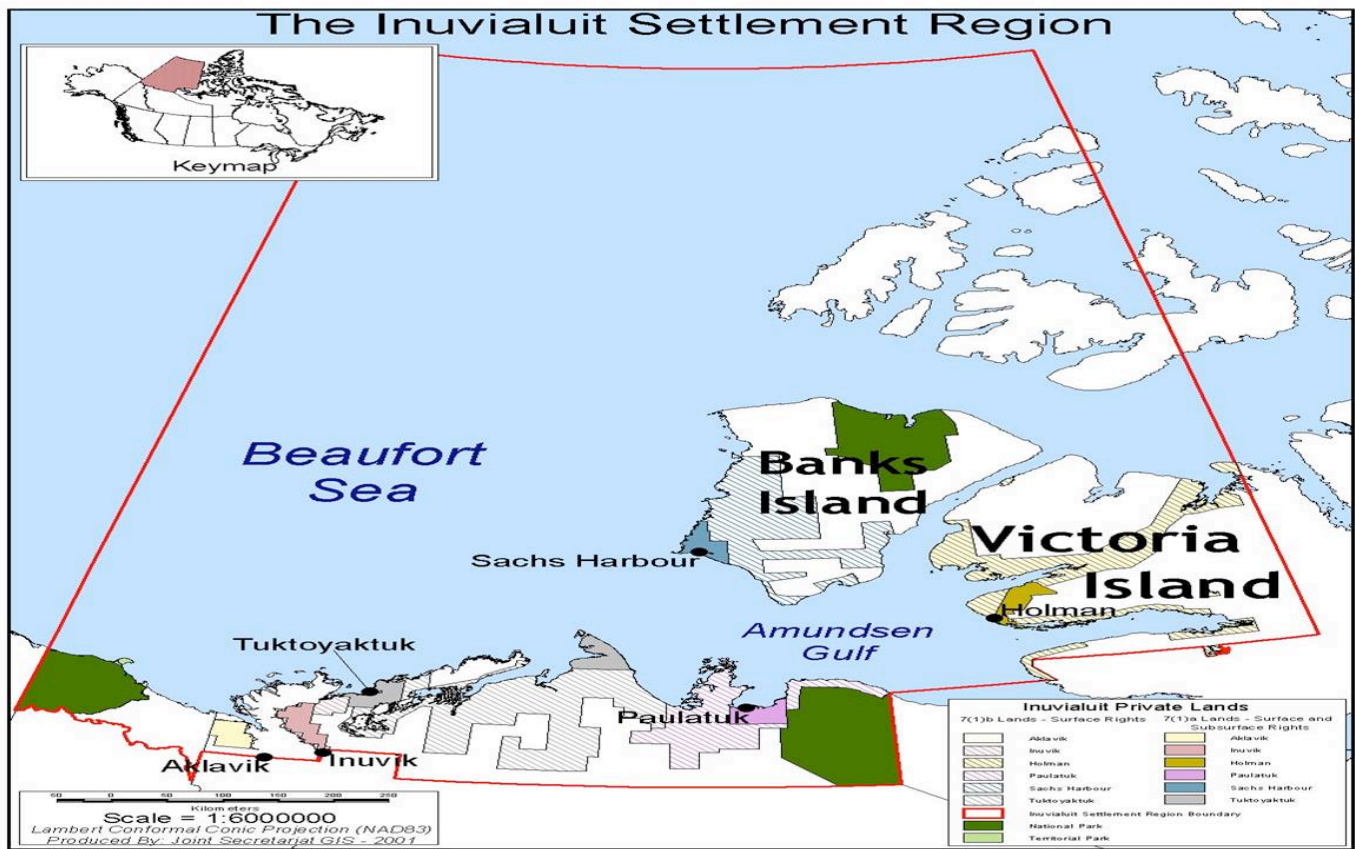 The Inuvialuit Settlement Region
Keymap
Beaufort
Sea
Banks
Island
Victoria
Island
Sachs Harbour
Holman
Amundsen
Gulf
Tuktoyaktuk
Paulatuk
Aklavik
Inuvik
50 0 50 100 150 200 250
Kilometers
Scale = 1:6000000
Lambert Conformal Conic Projection (NAD83)
Produced By: Joint Secretariat GIS - 2001
Inuvialuit Private Lands
7(1)b Lands - Surface Rights
Aklavik
Inuvik
Holman
Paulatuk
Sachs Harbour
Tuktoyaktuk
7(1)a Lands - Surface and
Subsurface Rights
Aklavik
Inuvik
Holman
Paulatuk
Sachs Harbour
Tuktoyaktuk
Inuvialuit Settlement Region Boundary
National Park
Territorial Park